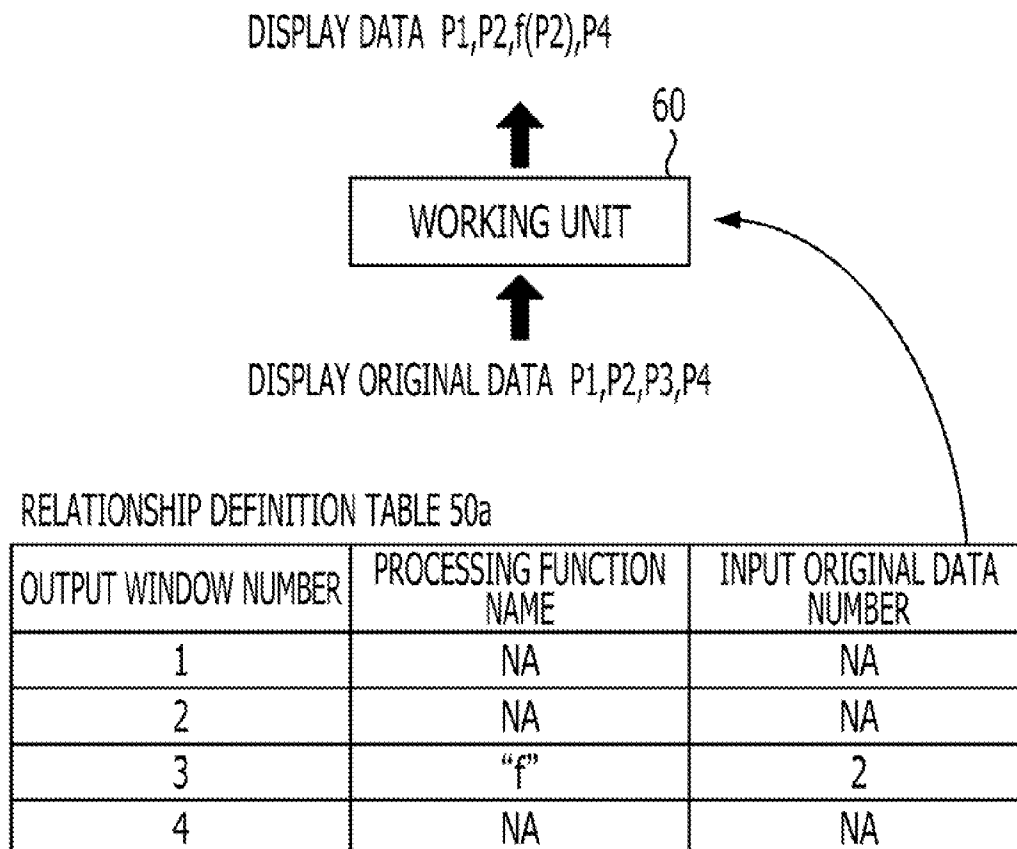 DISPLAY DATA P1,P2,f(P2),P4
60
WORKING UNIT
DISPLAY ORIGINAL DATA P1,P2,P3,P4
RELATIONSHIP DEFINITION TABLE 50a
OUTPUT WINDOW NUMBER PROCESSING FUNCTION NAME INPUT ORIGINAL DATA NUMBER
1 NA NA
2 NA NA
3 “f” 2
4 NA NA